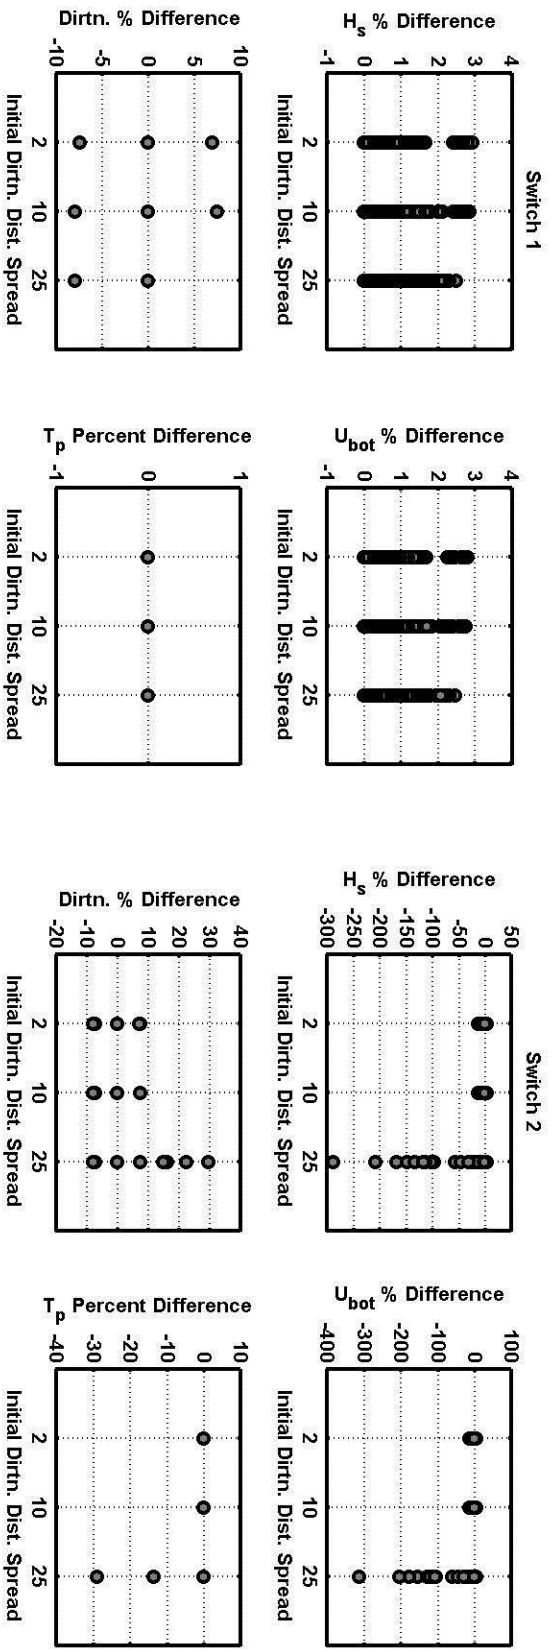 Switch 1
H_s % Difference
4
3
2
1
0
-1
2 10 25
Initial Dirtn. Dist. Spread
U_bot % Difference
4
3
2
1
0
-1
2 10 25
Initial Dirtn. Dist. Spread
Dirtn. % Difference
10
5
0
-5
-10
2 10 25
Initial Dirtn. Dist. Spread
T_p Percent Difference
1
0
-1
2 10 25
Initial Dirtn. Dist. Spread
Switch 2
H_s % Difference
50
0
-50
-100
-150
-200
-250
-300
2 10 25
Initial Dirtn. Dist. Spread
U_bot % Difference
100
0
-100
-200
-300
-400
2 10 25
Initial Dirtn. Dist. Spread
Dirtn. % Difference
40
30
20
10
0
-10
-20
2 10 25
Initial Dirtn. Dist. Spread
T_p Percent Difference
10
0
-10
-20
-30
-40
2 10 25
Initial Dirtn. Dist. Spread